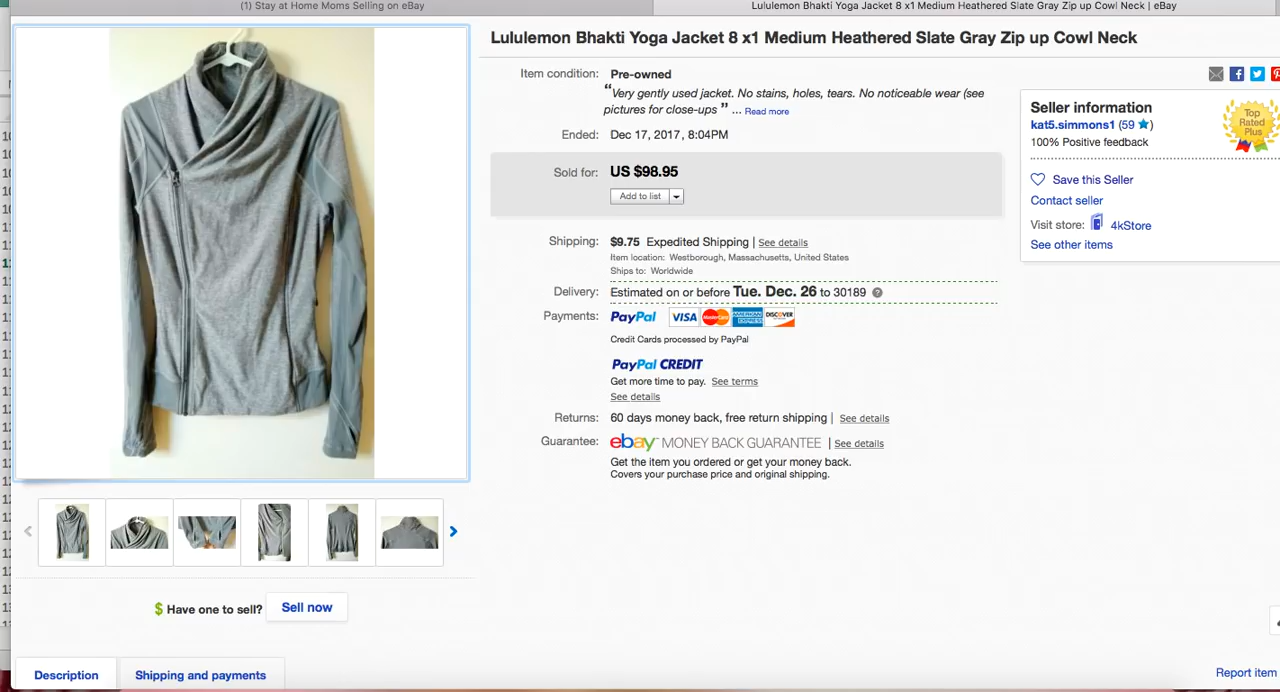 (1) Stay at Home Moms Selling on eBay
Lululemon Bhakti Yoga Jacket 8 x1 Medium Heathered Slate Gray Zip up Cowl Neck | eBay
Lululemon Bhakti Yoga Jacket 8 x1 Medium Heathered Slate Gray Zip up Cowl Neck
Item condition: Pre-owned
“Very gently used jacket. No stains, holes, tears. No noticeable wear (see
pictures for close-ups ” ... Read more
Ended: Dec 17, 2017, 8:04PM
Sold for: US $98.95
Add to list
Shipping: $9.75 Expedited Shipping | See details
Item location: Westborough, Massachusetts, United States
Ships to: Worldwide
Delivery: Estimated on or before Tue. Dec. 26 to 30189 ?
Payments: PayPal VISA MasterCard AMERICAN EXPRESS DISCOVER
Credit Cards processed by PayPal
PayPal CREDIT
Get more time to pay. See terms
See details
Returns: 60 days money back, free return shipping | See details
Guarantee: ebay MONEY BACK GUARANTEE | See details
Get the item you ordered or get your money back.
Covers your purchase price and original shipping.
Seller information
kat5.simmons1 (59 ★)
100% Positive feedback
Top
Rated
Plus
Save this Seller
Contact seller
Visit store: 4kStore
See other items
$ Have one to sell? Sell now
Description
Shipping and payments
Report item